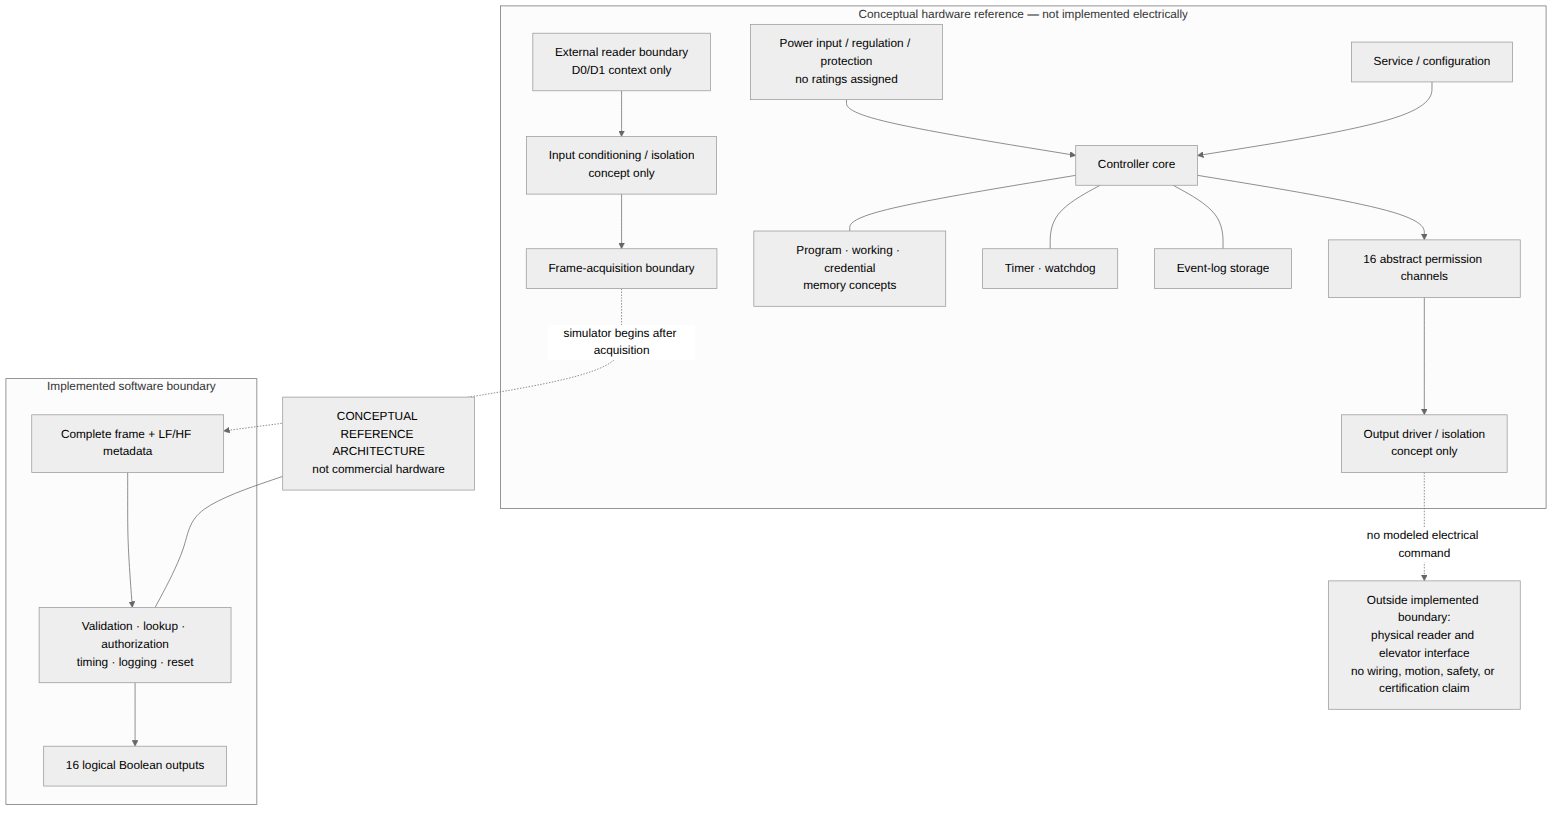 Conceptual hardware reference — not implemented electrically
External reader boundary
D0/D1 context only
Power input / regulation /
protection
no ratings assigned
Service / configuration
Input conditioning / isolation
concept only
Controller core
Frame-acquisition boundary
Program · working ·
credential
memory concepts
Timer · watchdog
Event-log storage
16 abstract permission
channels
simulator begins after
acquisition
Implemented software boundary
Complete frame + LF/HF
metadata
CONCEPTUAL
REFERENCE
ARCHITECTURE
not commercial hardware
Output driver / isolation
concept only
no modeled electrical
command
Validation · lookup ·
authorization
timing · logging · reset
Outside implemented
boundary:
physical reader and
elevator interface
no wiring, motion, safety, or
certification claim
16 logical Boolean outputs